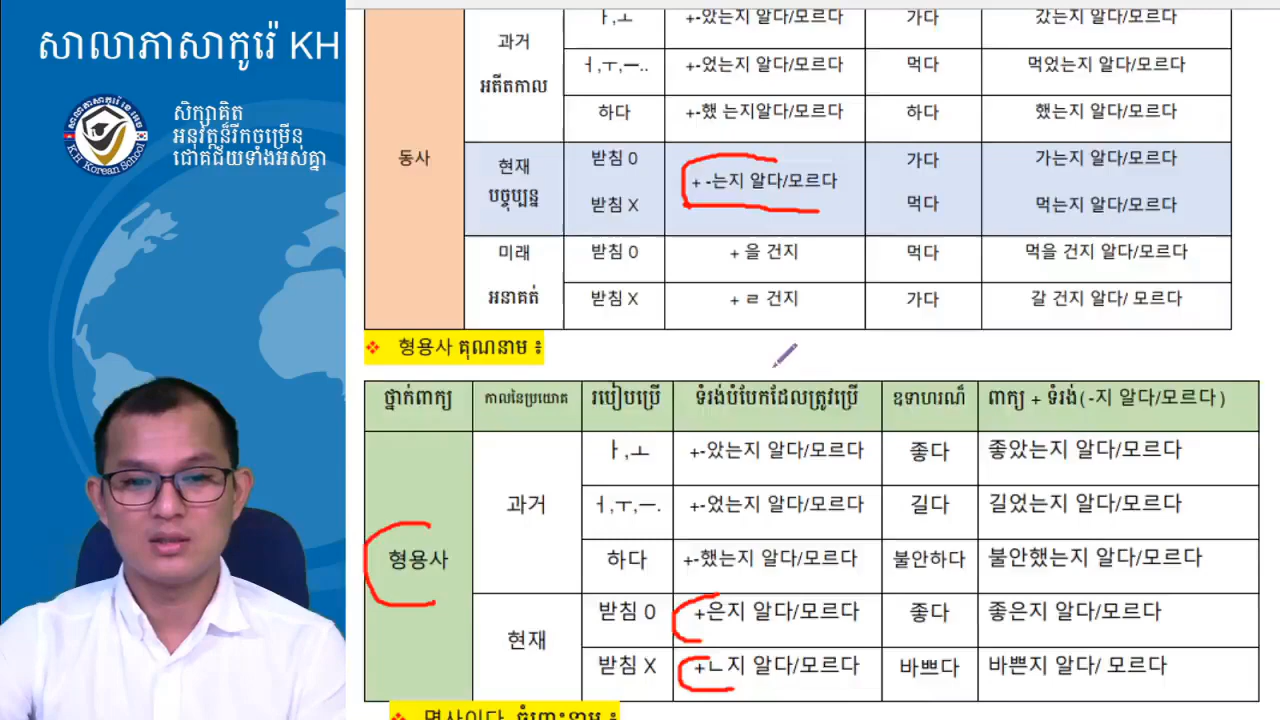 សាលាភាសាកូរ៉េ KH
សិក្សាគិត
អនុវត្តន៍រីកចម្រើន
ជោគជ័យទាំងអស់គ្នា
K.H Korean School
동사
과거
អតីតកាល
ㅏ,ㅗ +-았는지 알다/모르다 가다 갔는지 알다/모르다
ㅓ,ㅜ,ㅡ.. +-었는지 알다/모르다 먹다 먹었는지 알다/모르다
하다 +-했 는지알다/모르다 하다 했는지 알다/모르다
현재
បច្ចុប្បន្ន
받침 0 + -는지 알다/모르다 가다 가는지 알다/모르다
받침 X 먹다 먹는지 알다/모르다
미래
អនាគត់
받침 0 + 을 건지 먹다 먹을 건지 알다/모르다
받침 X + ㄹ 건지 가다 갈 건지 알다/ 모르다
❖ 형용사 គុណនាម ៖
ថ្នាក់ពាក្យ កាលនៃប្រយោគ របៀបប្រើ ទំរង់បំបែកដែលត្រូវប្រើ ឧទាហរណ៏ ពាក្យ + ទំរង់(-지 알다/모르다)
형용사
과거
ㅏ,ㅗ +-았는지 알다/모르다 좋다 좋았는지 알다/모르다
ㅓ,ㅜ,ㅡ. +-었는지 알다/모르다 길다 길었는지 알다/모르다
하다 +-했는지 알다/모르다 불안하다 불안했는지 알다/모르다
현재
받침 0 +은지 알다/모르다 좋다 좋은지 알다/모르다
받침 X +ㄴ지 알다/모르다 바쁘다 바쁜지 알다/ 모르다
❖ 명사이다 ចំពោះនាម ៖